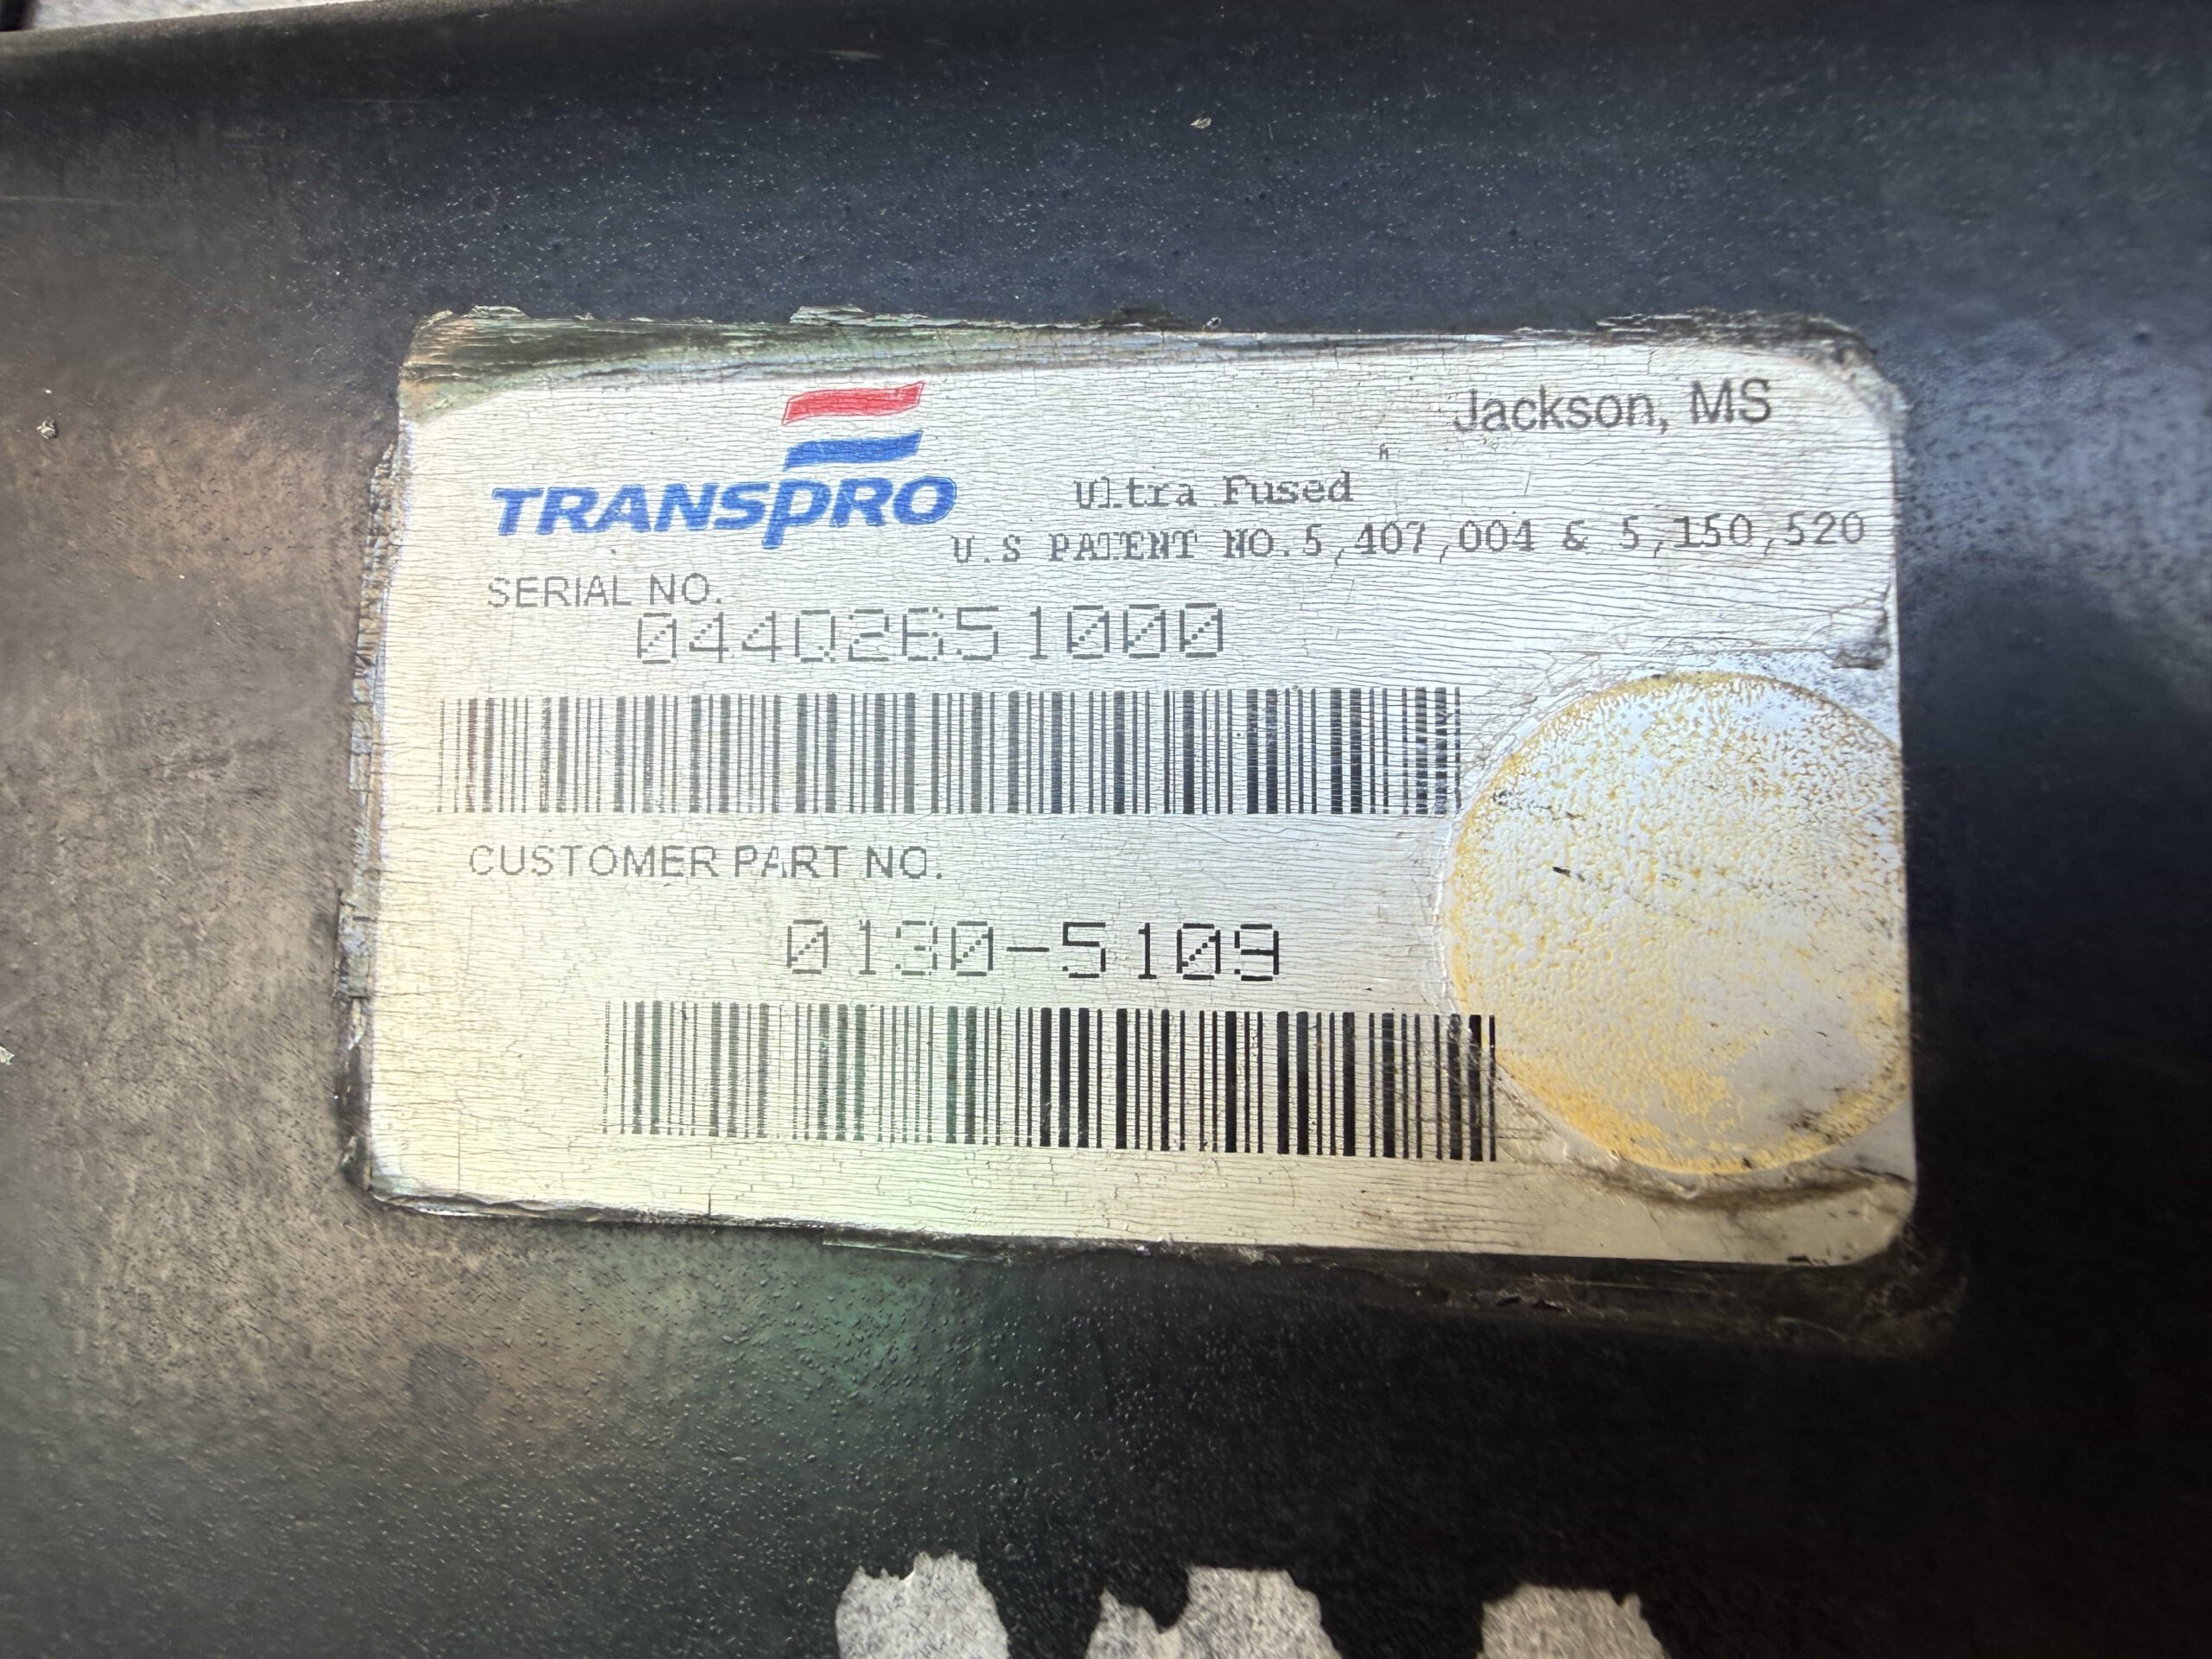 Jackson, MS
TRANSPRO
Ultra Fused
U.S PATENT NO.5,407,004 & 5,150,520
SERIAL NO.
044Q2651000
CUSTOMER PART NO.
0130-5109